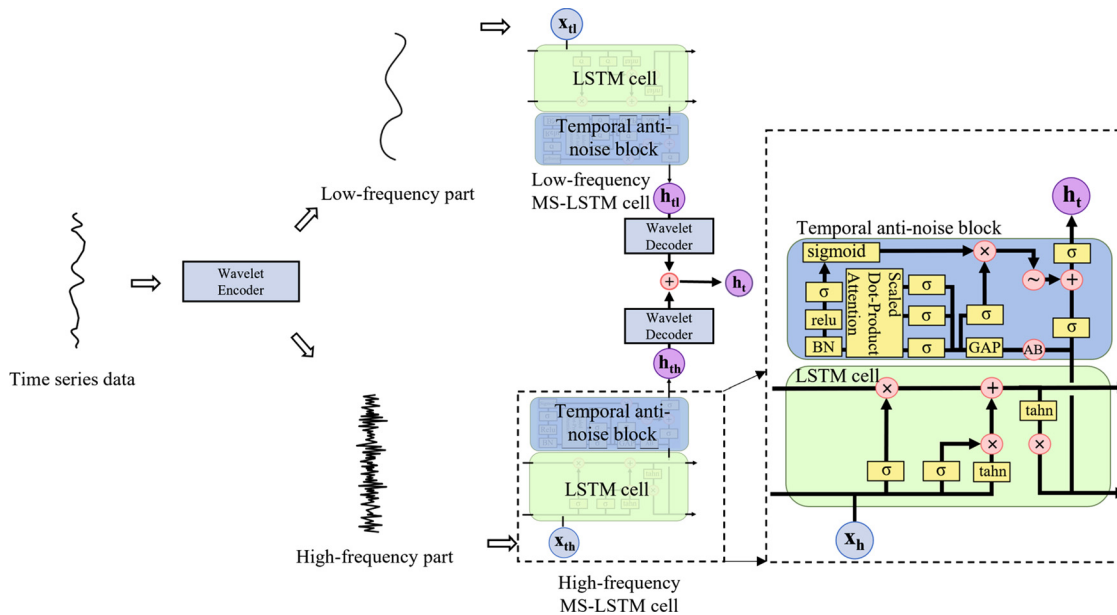 x_tl
LSTM cell
Temporal anti-
noise block
Low-frequency part
Low-frequency
MS-LSTM cell
h_tl
Wavelet
Decoder
Time series data
Wavelet
Encoder
+
h_t
Wavelet
Decoder
h_th
Temporal anti-
noise block
LSTM cell
x_th
High-frequency part
High-frequency
MS-LSTM cell
h_t
Temporal anti-noise block
sigmoid
×
σ
~
+
σ
relu
BN
Scaled
Dot-Product
Attention
σ
σ
σ
σ
GAP
AB
σ
LSTM cell
×
+
tahn
×
×
σ
σ
tahn
x_h